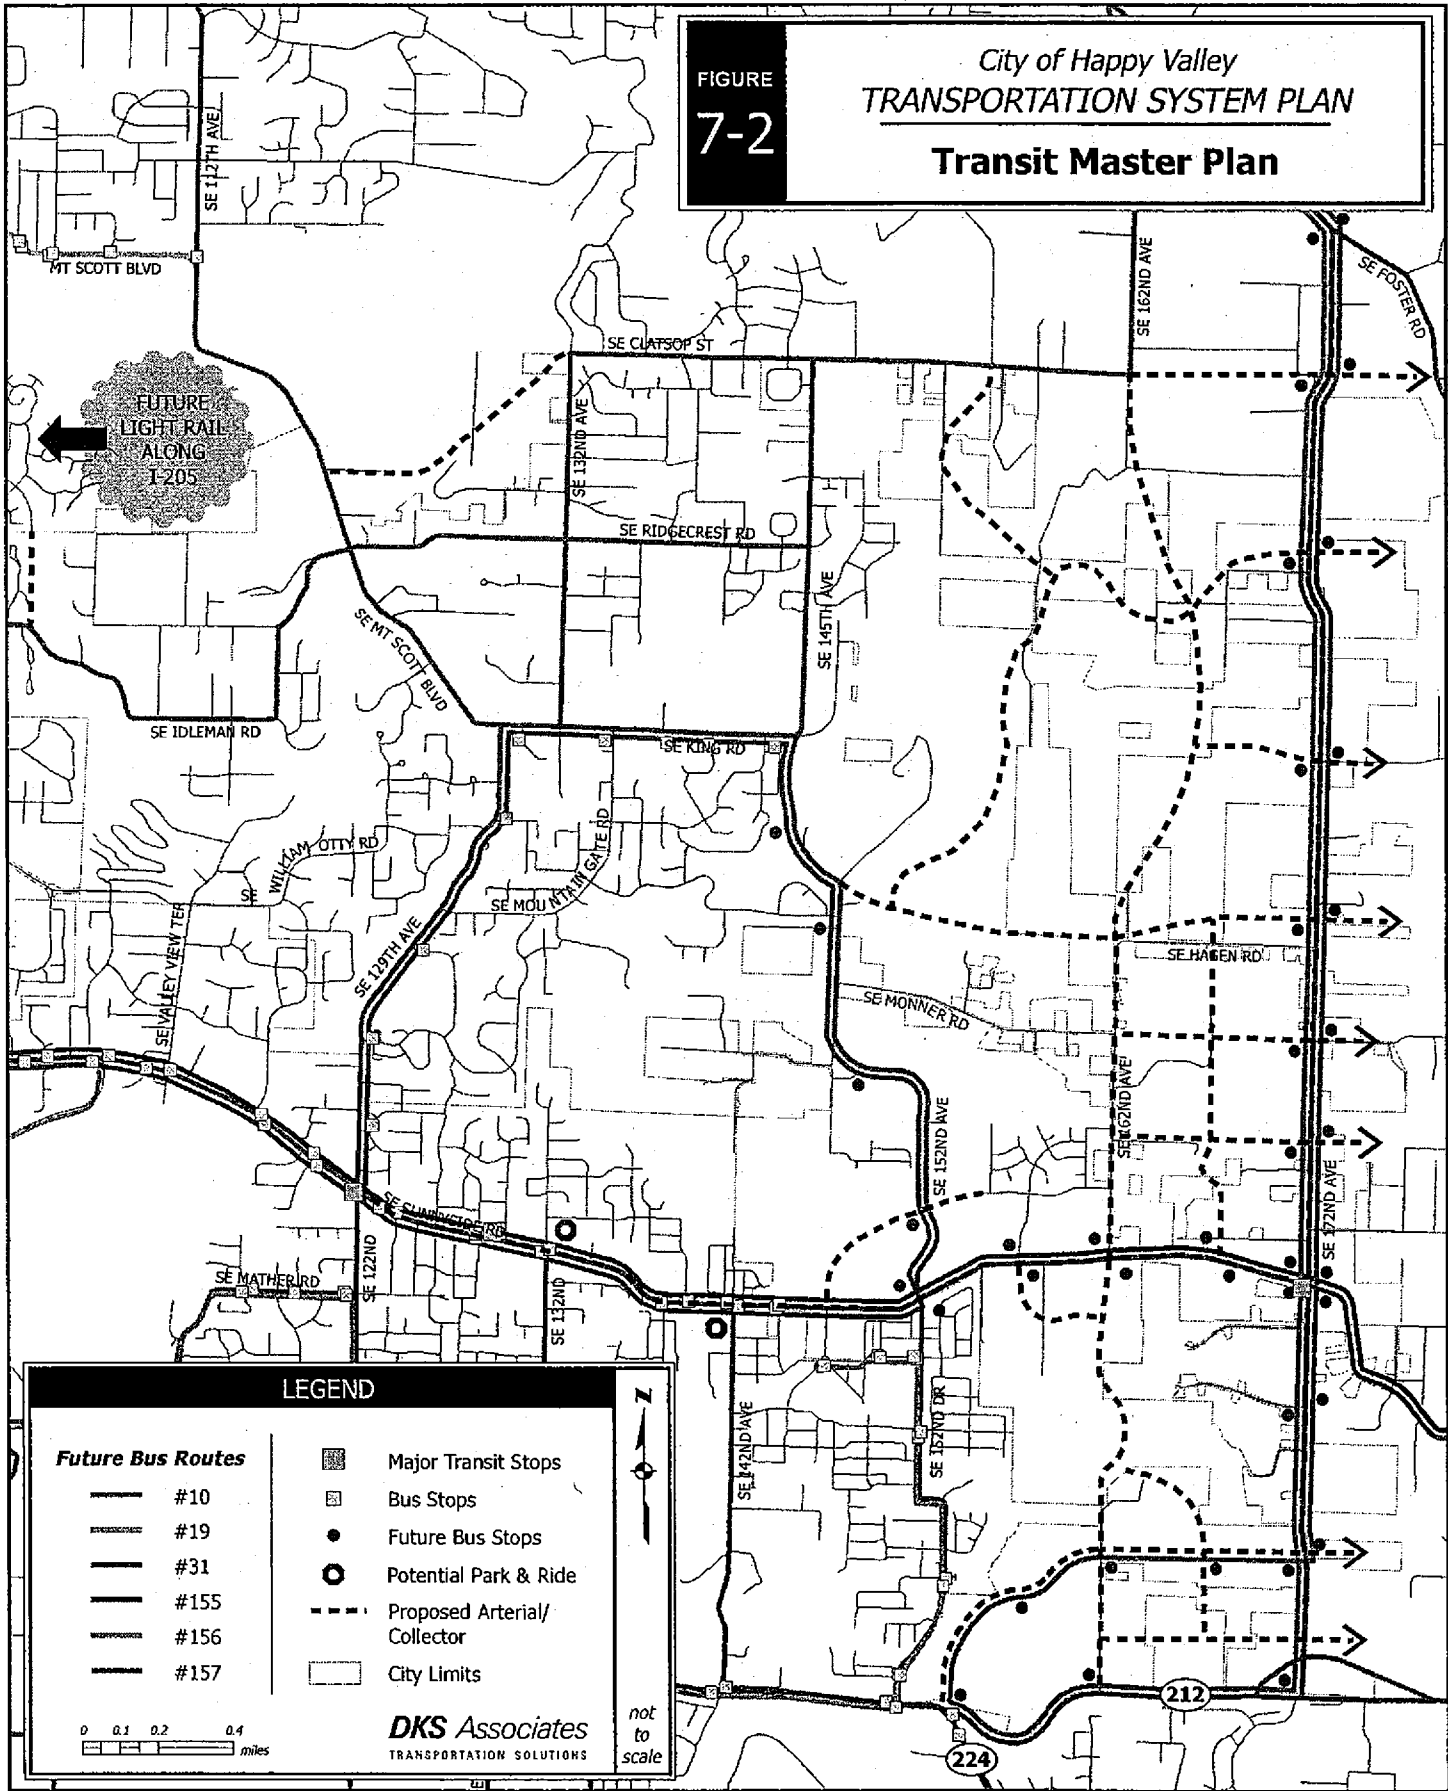 FIGURE
7-2
City of Happy Valley
TRANSPORTATION SYSTEM PLAN
Transit Master Plan
SE 112TH AVE
MT SCOTT BLVD
SE 162ND AVE
SE FOSTER RD
SE CLATSOP ST
FUTURE
LIGHT RAIL
ALONG
I-205
SE 132ND AVE
SE RIDGECREST RD
SE 145TH AVE
SE MT SCOTT BLVD
SE IDLEMAN RD
SE KING RD
SE WILLIAM OTTY RD
SE MOUNTAIN GATE RD
SE 129TH AVE
SE VALLEY VIEW TER
SE HAGEN RD
SE MONNER RD
SE 162ND AVE
SE 152ND AVE
SE 172ND AVE
SE SUNNYSIDE RD
SE MATHER RD
SE 122ND
SE 132ND
SE 142ND AVE
SE 152ND DR
212
224
LEGEND
Future Bus Routes
#10
#19
#31
#155
#156
#157
Major Transit Stops
Bus Stops
Future Bus Stops
Potential Park & Ride
Proposed Arterial/
Collector
City Limits
0 0.1 0.2 0.4
miles
DKS Associates
TRANSPORTATION SOLUTIONS
N
not
to
scale